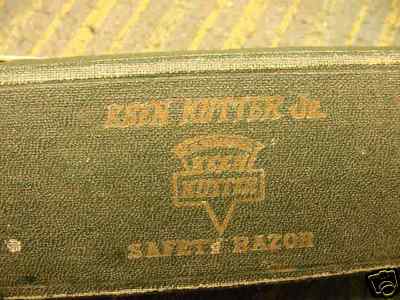 KEEN KUTTER JR.
KEEN
KUTTER
SAFETY RAZOR